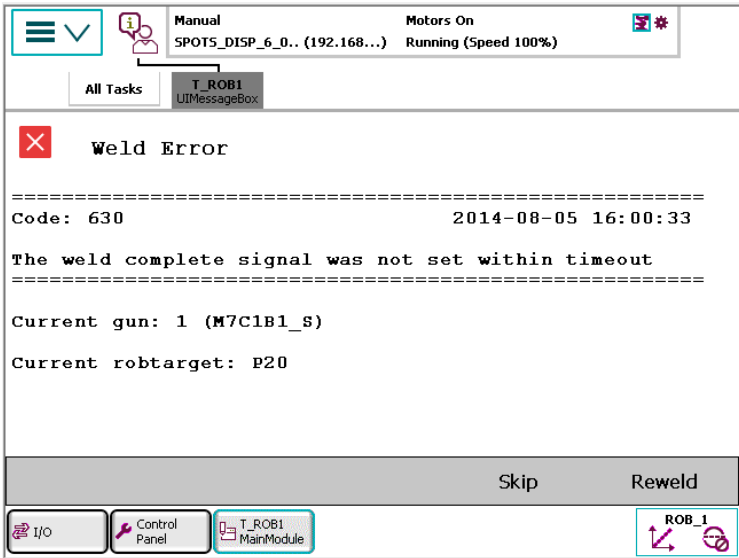 Manual Motors On
SPOT5_DISP_6_0.. (192.168...) Running (Speed 100%)
All Tasks
T_ROB1
UIMessageBox
Weld Error
=======================================================
Code: 630 2014-08-05 16:00:33
The weld complete signal was not set within timeout
=======================================================
Current gun: 1 (M7C1B1_S)
Current robtarget: P20
Skip Reweld
I/O
Control
Panel
T_ROB1
MainModule
ROB_1